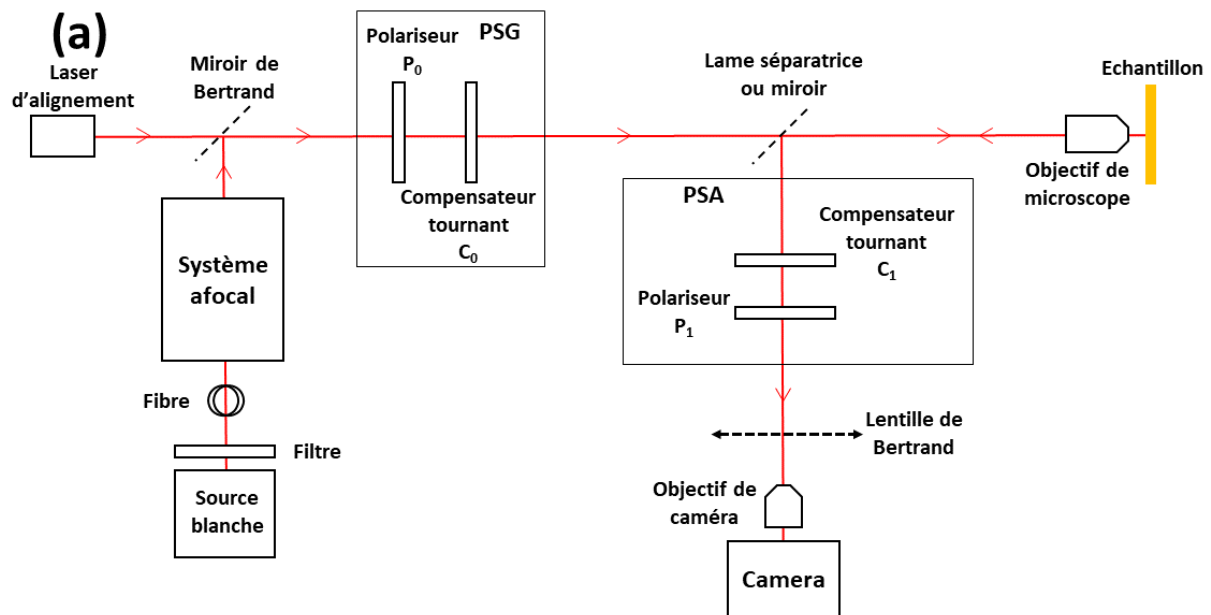 (a)
Laser
d'alignement
Miroir de
Bertrand
Polariseur
P0
PSG
Compensateur
tournant
C0
Lame séparatrice
ou miroir
Echantillon
Objectif de
microscope
PSA
Compensateur
tournant
C1
Polariseur
P1
Système
afocal
Fibre
Filtre
Source
blanche
Lentille de
Bertrand
Objectif de
caméra
Camera